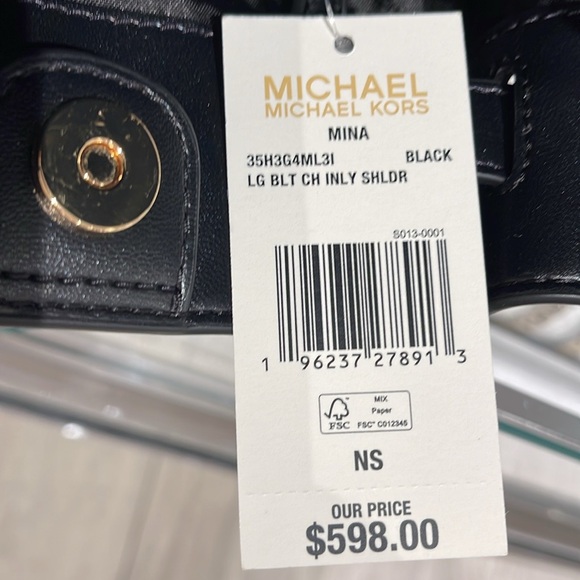 MICHAEL
MICHAEL KORS
MINA
35H3G4ML3I BLACK
LG BLT CH INLY SHLDR
S013-0001
1 96237 27891 3
MIX
Paper
FSC FSC™ C012345
NS
OUR PRICE
$598.00